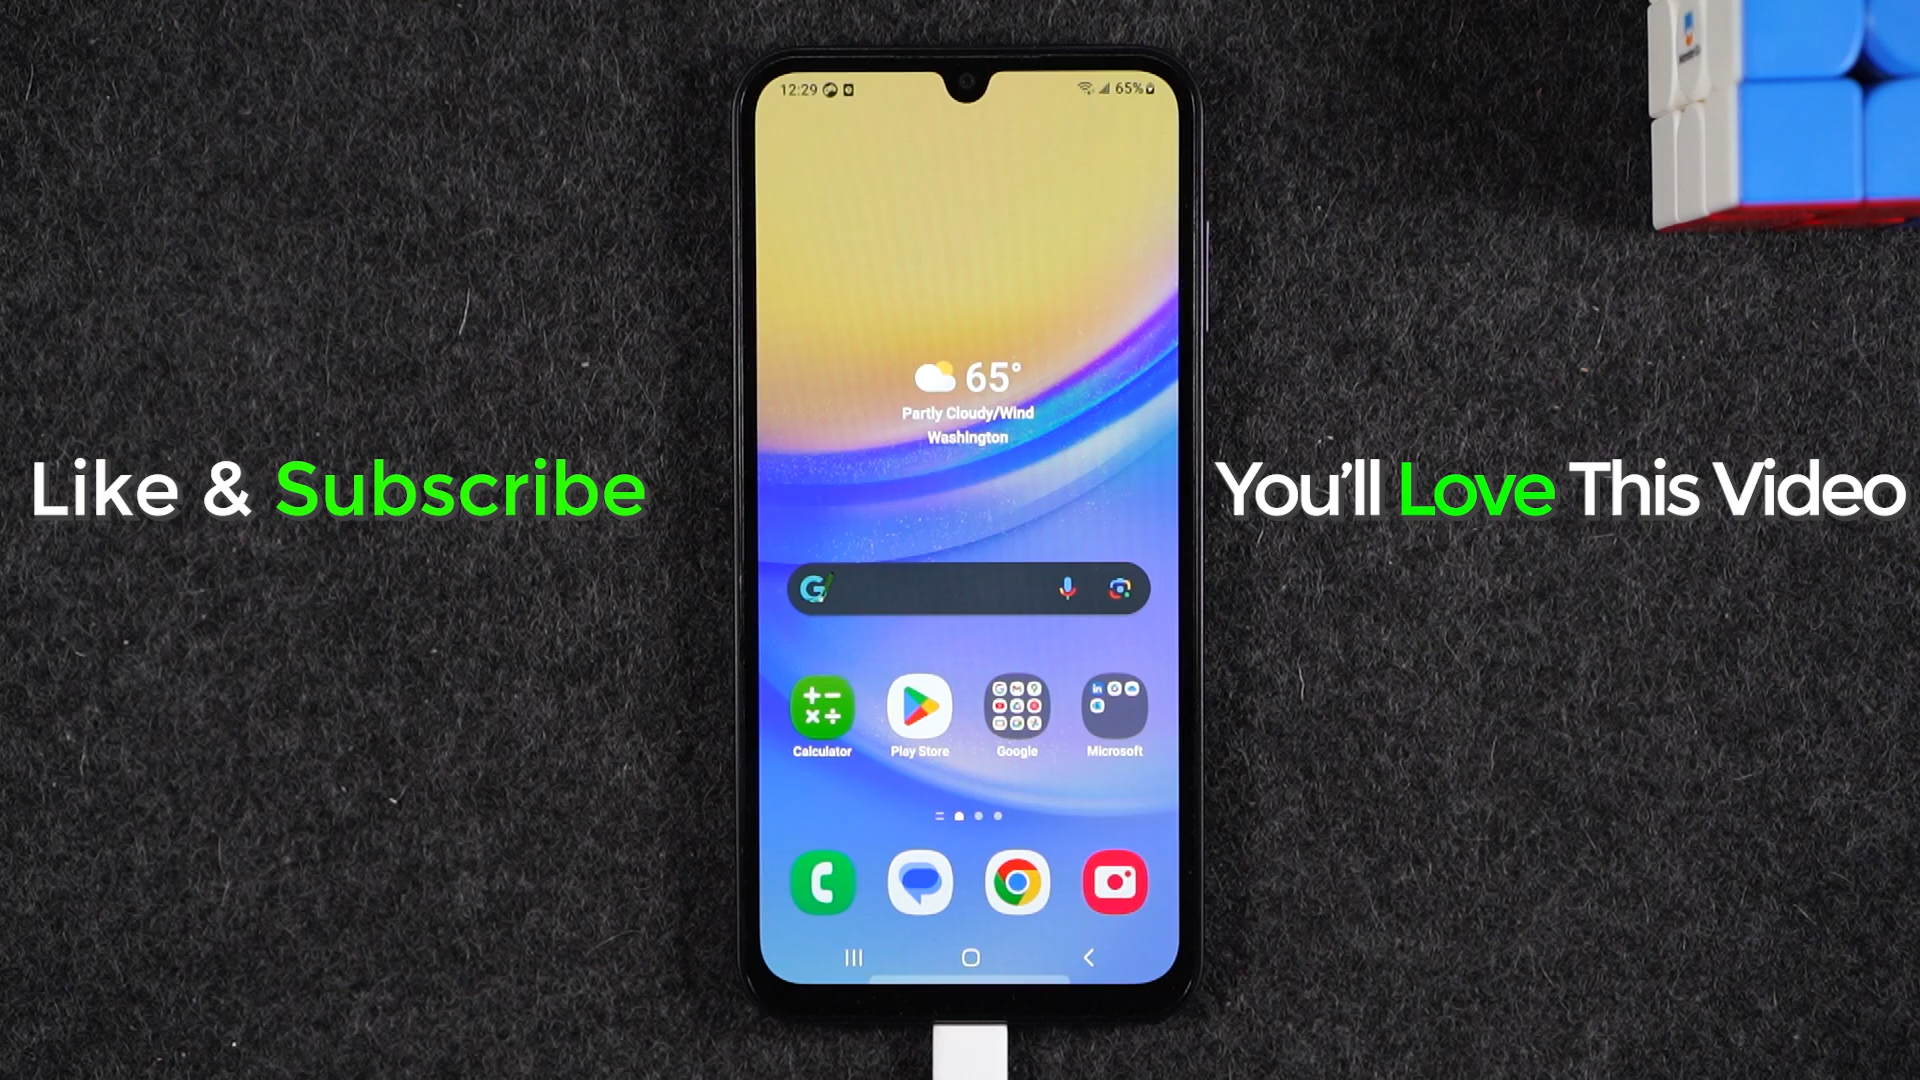 12:29
65%
65°
Partly Cloudy/Wind
Washington
Like & Subscribe
You'll Love This Video
G
Calculator
Play Store
Google
Microsoft